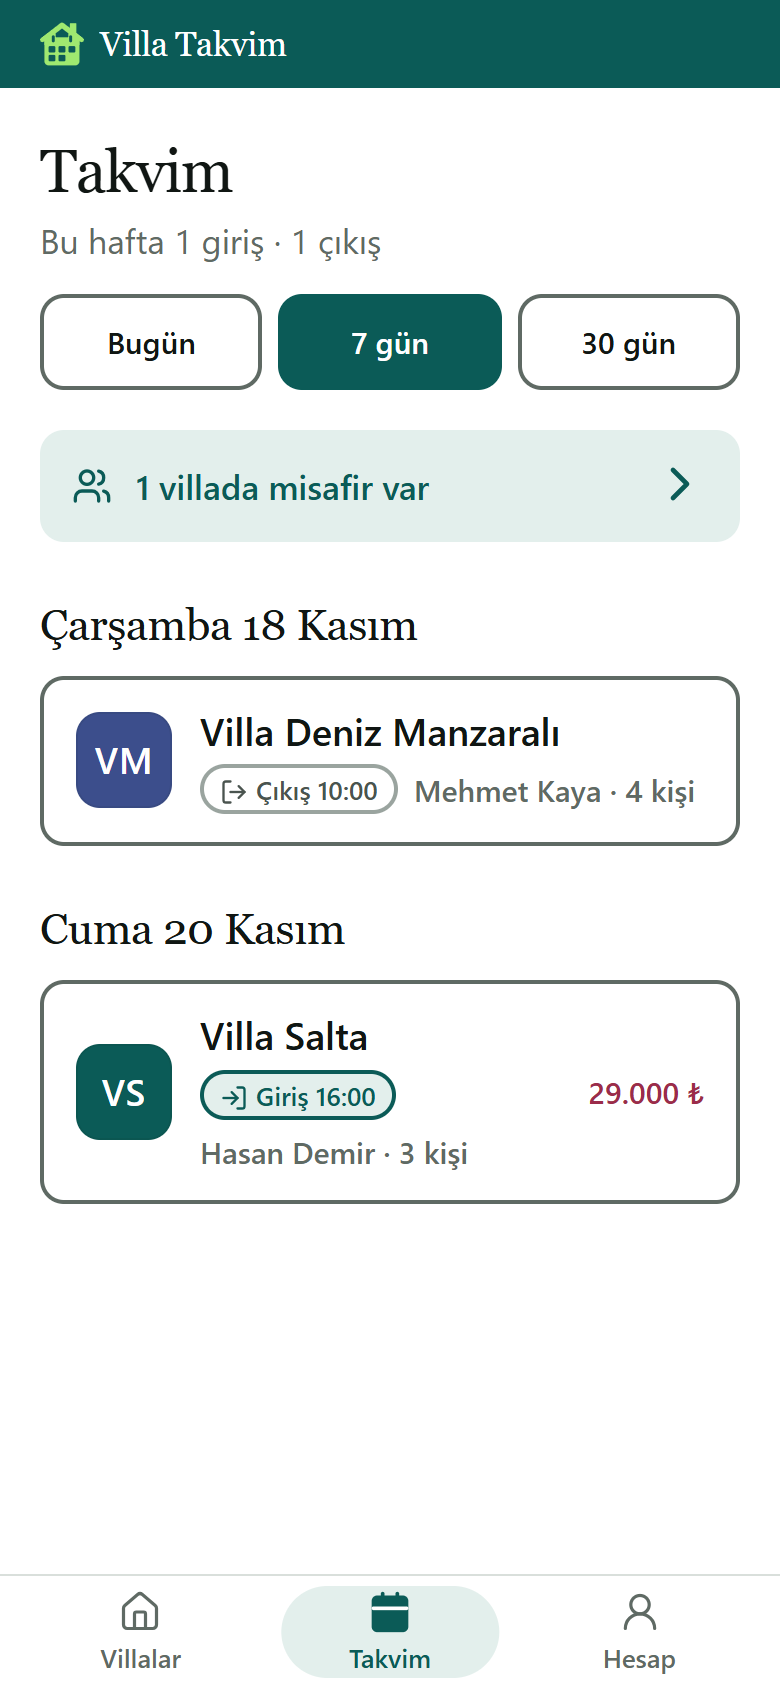 Villa Takvim
Takvim
Bu hafta 1 giriş · 1 çıkış
Bugün
7 gün
30 gün
1 villada misafir var
Çarşamba 18 Kasım
VM
Villa Deniz Manzaralı
Çıkış 10:00
Mehmet Kaya · 4 kişi
Cuma 20 Kasım
VS
Villa Salta
Giriş 16:00
29.000 ₺
Hasan Demir · 3 kişi
Villalar
Takvim
Hesap